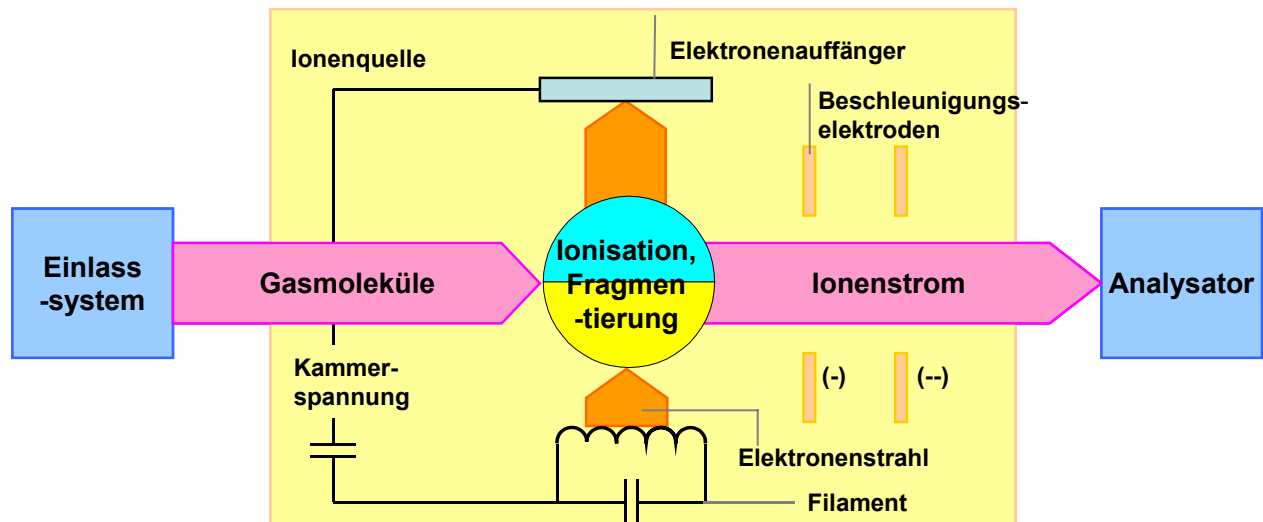 Elektronenauffänger
Ionenquelle
Beschleunigungs-
elektroden
Einlass
-system
Gasmoleküle
Ionisation,
Fragmen
-tierung
Ionenstrom
Analysator
Kammer-
spannung
(-)
(--)
Elektronenstrahl
Filament